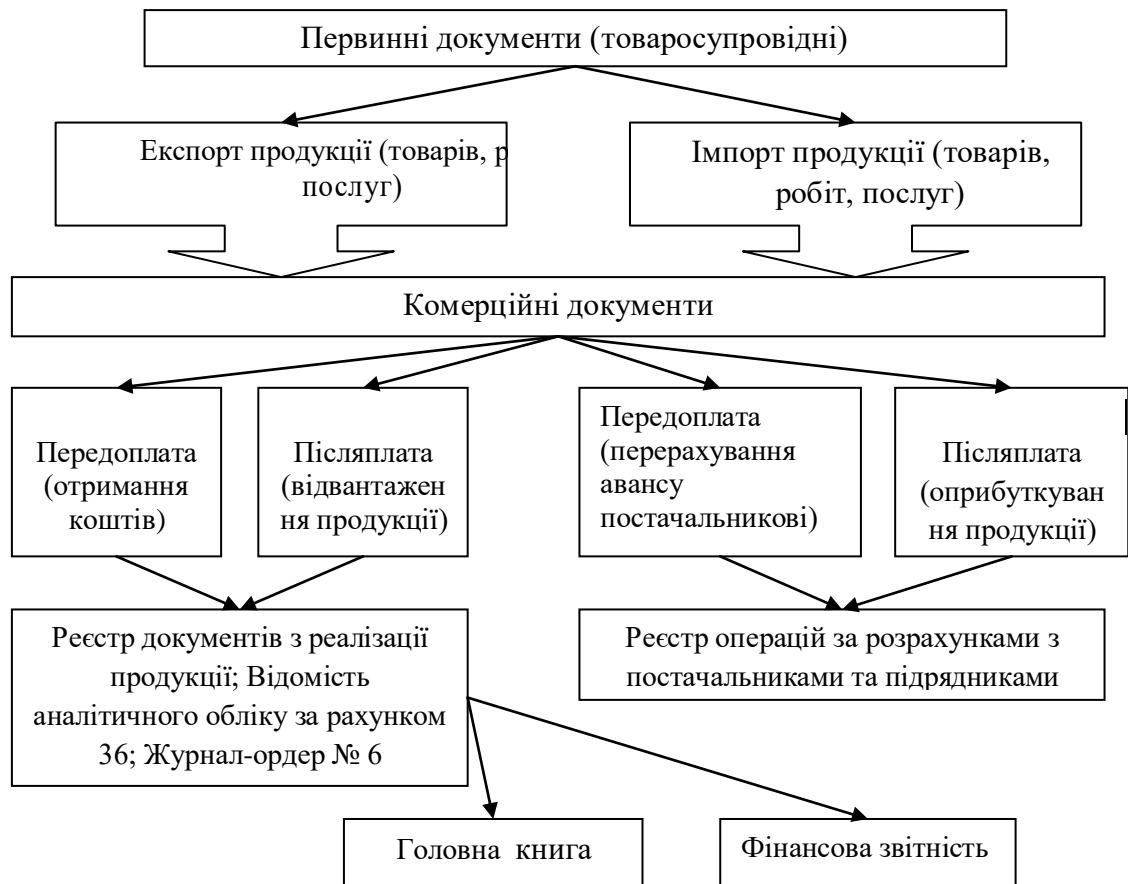 Первинні документи (товаросупровідні)
Експорт продукції (товарів, р
послуг)
Імпорт продукції (товарів,
робіт, послуг)
Комерційні документи
Передоплата
(отримання
коштів)
Післяплата
(відвантажен
ня продукції)
Передоплата
(перерахування
авансу
постачальникові)
Післяплата
(оприбуткуван
ня продукції)
Реєстр документів з реалізації
продукції; Відомість
аналітичного обліку за рахунком
36; Журнал-ордер № 6
Реєстр операцій за розрахунками з
постачальниками та підрядниками
Головна книга
Фінансова звітність